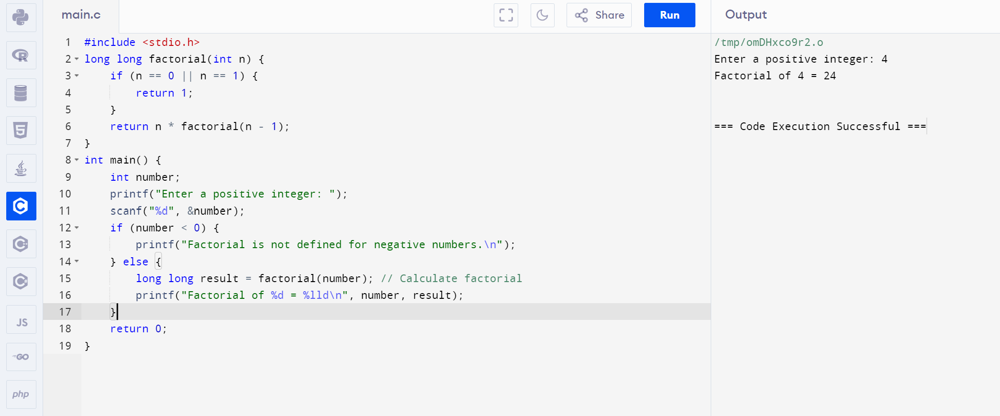 main.c
Share
Run
Output
1 #include <stdio.h>
2 long long factorial(int n) {
3     if (n == 0 || n == 1) {
4         return 1;
5     }
6     return n * factorial(n - 1);
7 }
8 int main() {
9     int number;
10     printf("Enter a positive integer: ");
11     scanf("%d", &number);
12     if (number < 0) {
13         printf("Factorial is not defined for negative numbers.\n");
14     } else {
15         long long result = factorial(number); // Calculate factorial
16         printf("Factorial of %d = %lld\n", number, result);
17     }
18     return 0;
19 }
/tmp/omDHxco9r2.o
Enter a positive integer: 4
Factorial of 4 = 24
=== Code Execution Successful ===
R
5
C
C++
C#
JS
GO
php